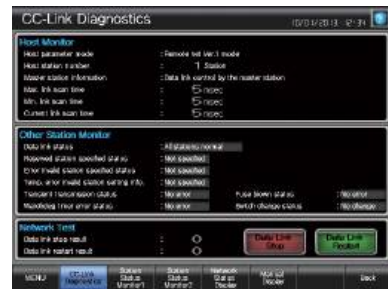 CC-Link Diagnostics
Host Monitor
Host parameter mode : Remote net Ver.1 mode
Host station number : 1 Station
Master station information : Data link control by the master station
Max. link scan time : 5 msec
Min. link scan time : 5 msec
Current link scan time : 5 msec
Other Station Monitor
Data link status : All stations normal
Reserved station specified status : Not specified
Error invalid station specified status : Not specified
Temp. error invalid station setting info. : Not specified
Transient transmission status : No error Fuse blown status : No error
Watchdog timer error status : No error Switch change status : No change
Network Test
Data link stop result : 0
Data link restart result : 0
Data Link Stop
Data Link Restart
MENU CC-Link Diagnostics Station Status Monitor1 Station Status Monitor2 Network Status Display Manual Display Back